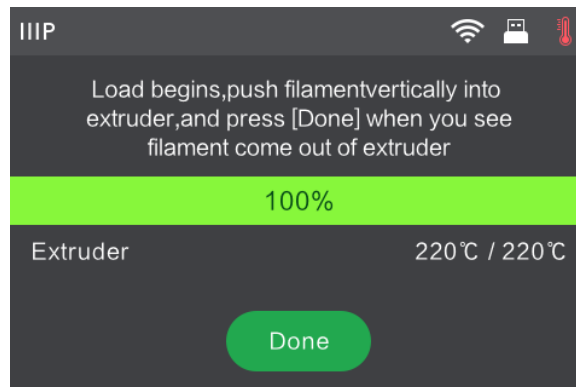 IIIP
Load begins,push filamentvertically into
extruder,and press [Done] when you see
filament come out of extruder
100%
Extruder 220℃ / 220℃
Done